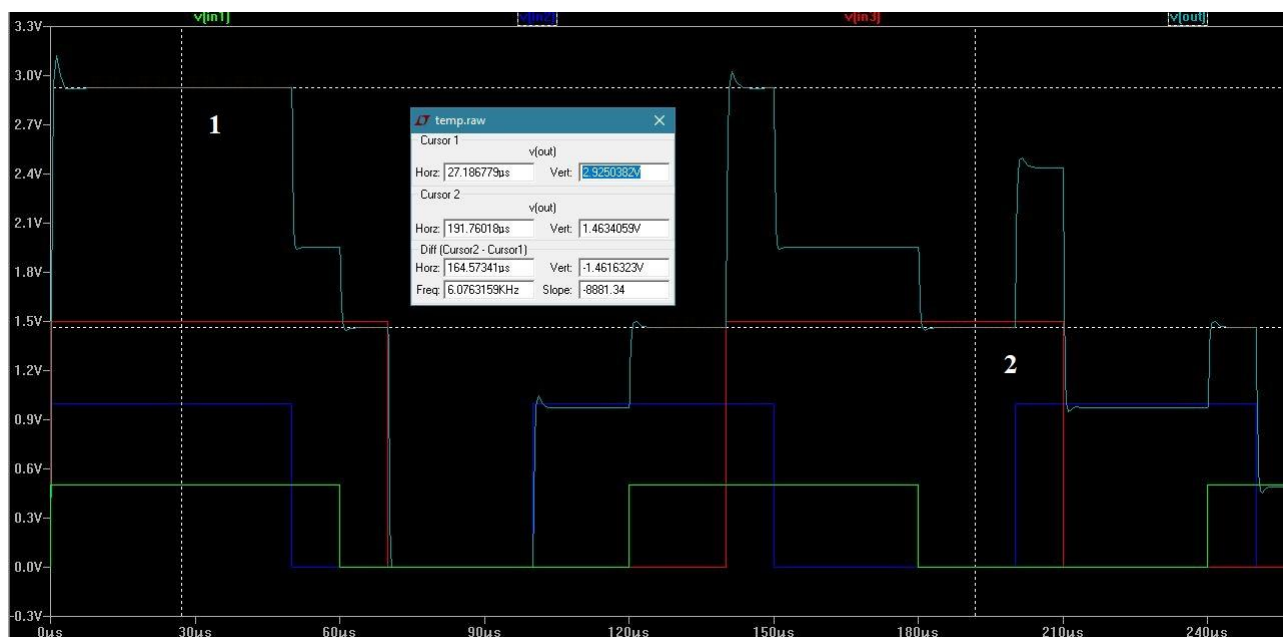 v(in1) v(in2) v(in3) v(out)
3.3V
3.0V
2.7V
2.4V
2.1V
1.8V
1.5V
1.2V
0.9V
0.6V
0.3V
0.0V
-0.3V
1
temp.raw
Cursor 1
v(out)
Horz: 27.186779µs Vert: 2.9250382V
Cursor 2
v(out)
Horz: 191.76018µs Vert: 1.4634059V
Diff (Cursor2 - Cursor1)
Horz: 164.57341µs Vert: -1.4616323V
Freq: 6.0763159KHz Slope: -8881.34
2
0µs 30µs 60µs 90µs 120µs 150µs 180µs 210µs 240µs